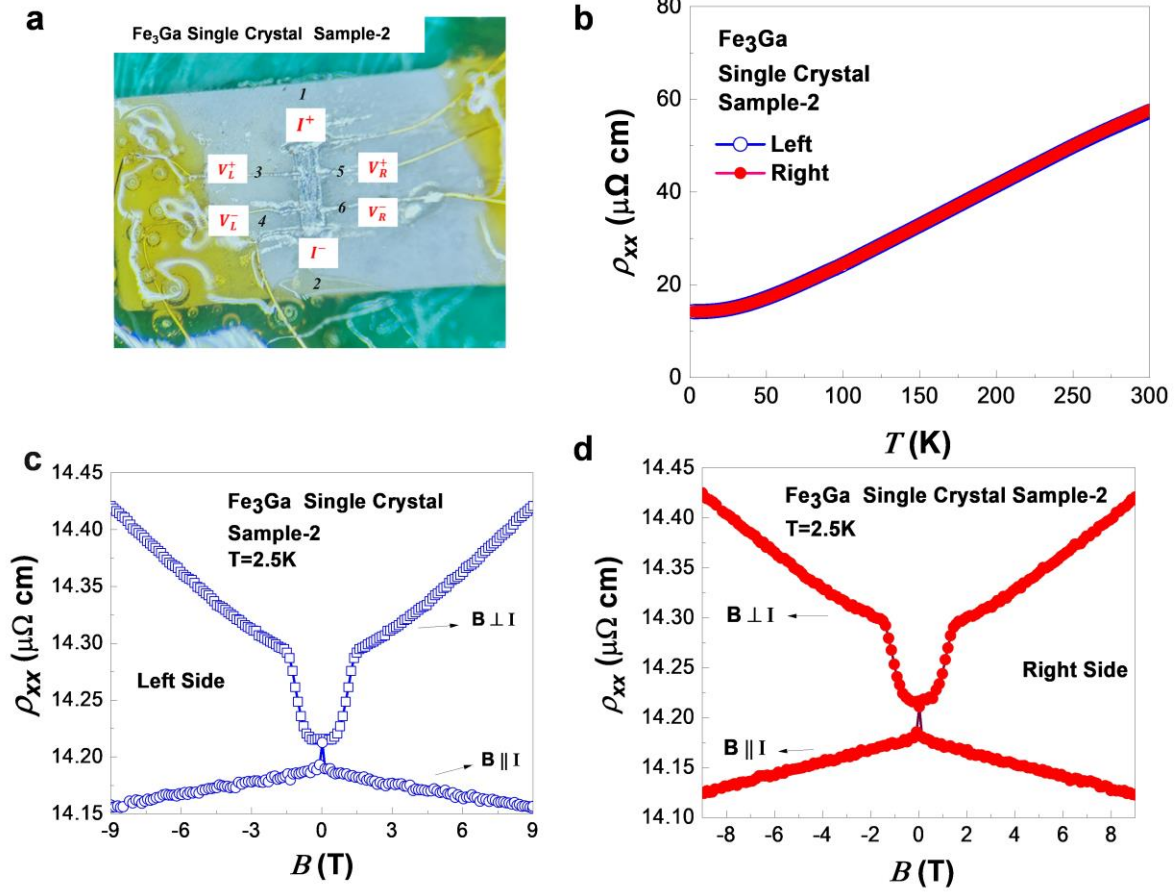 a
Fe₃Ga Single Crystal Sample-2
1
I⁺
V_L⁺ 3 5 V_R⁺
V_L⁻ 4 6 V_R⁻
I⁻
2
b
80
60
40
20
0
ρxx (μΩ cm)
Fe₃Ga
Single Crystal
Sample-2
Left
Right
0 50 100 150 200 250 300
T (K)
c
14.45
14.40
14.35
14.30
14.25
14.20
14.15
ρxx (μΩ cm)
Fe₃Ga Single Crystal
Sample-2
T=2.5K
B ⊥ I
Left Side
B ∥ I
-9 -6 -3 0 3 6 9
B (T)
d
14.45
14.40
14.35
14.30
14.25
14.20
14.15
14.10
ρxx (μΩ cm)
Fe₃Ga Single Crystal Sample-2
T=2.5K
B ⊥ I
Right Side
B ∥ I
-8 -6 -4 -2 0 2 4 6 8
B (T)